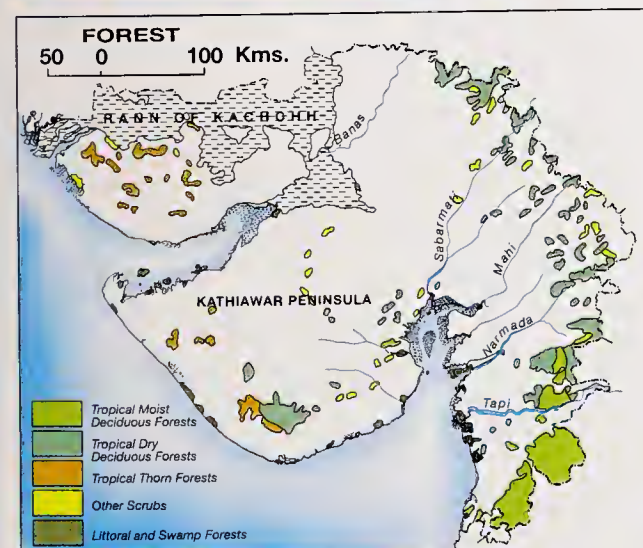 FOREST
50 0 100 Kms.
RANN OF KACHCHH
Banas
Sabarmati
Mahi
KATHIAWAR PENINSULA
Narmada
Tapi
Tropical Moist
Deciduous Forests
Tropical Dry
Deciduous Forests
Tropical Thorn Forests
Other Scrubs
Littoral and Swamp Forests